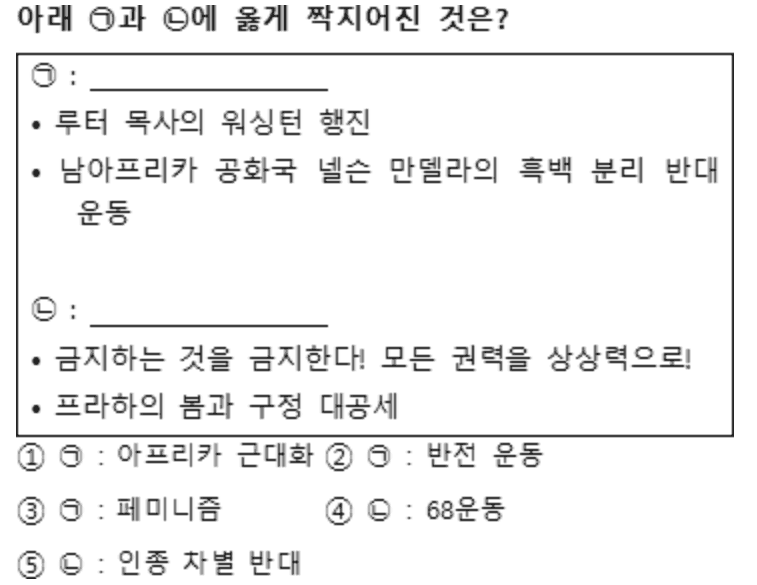 아래 ㉠과 ㉡에 옳게 짝지어진 것은?
㉠ : ______________
• 루터 목사의 워싱턴 행진
• 남아프리카 공화국 넬슨 만델라의 흑백 분리 반대
운동
㉡ : ______________
• 금지하는 것을 금지한다! 모든 권력을 상상력으로!
• 프라하의 봄과 구정 대공세
① ㉠ : 아프리카 근대화 ② ㉠ : 반전 운동
③ ㉠ : 페미니즘 ④ ㉡ : 68운동
⑤ ㉡ : 인종 차별 반대